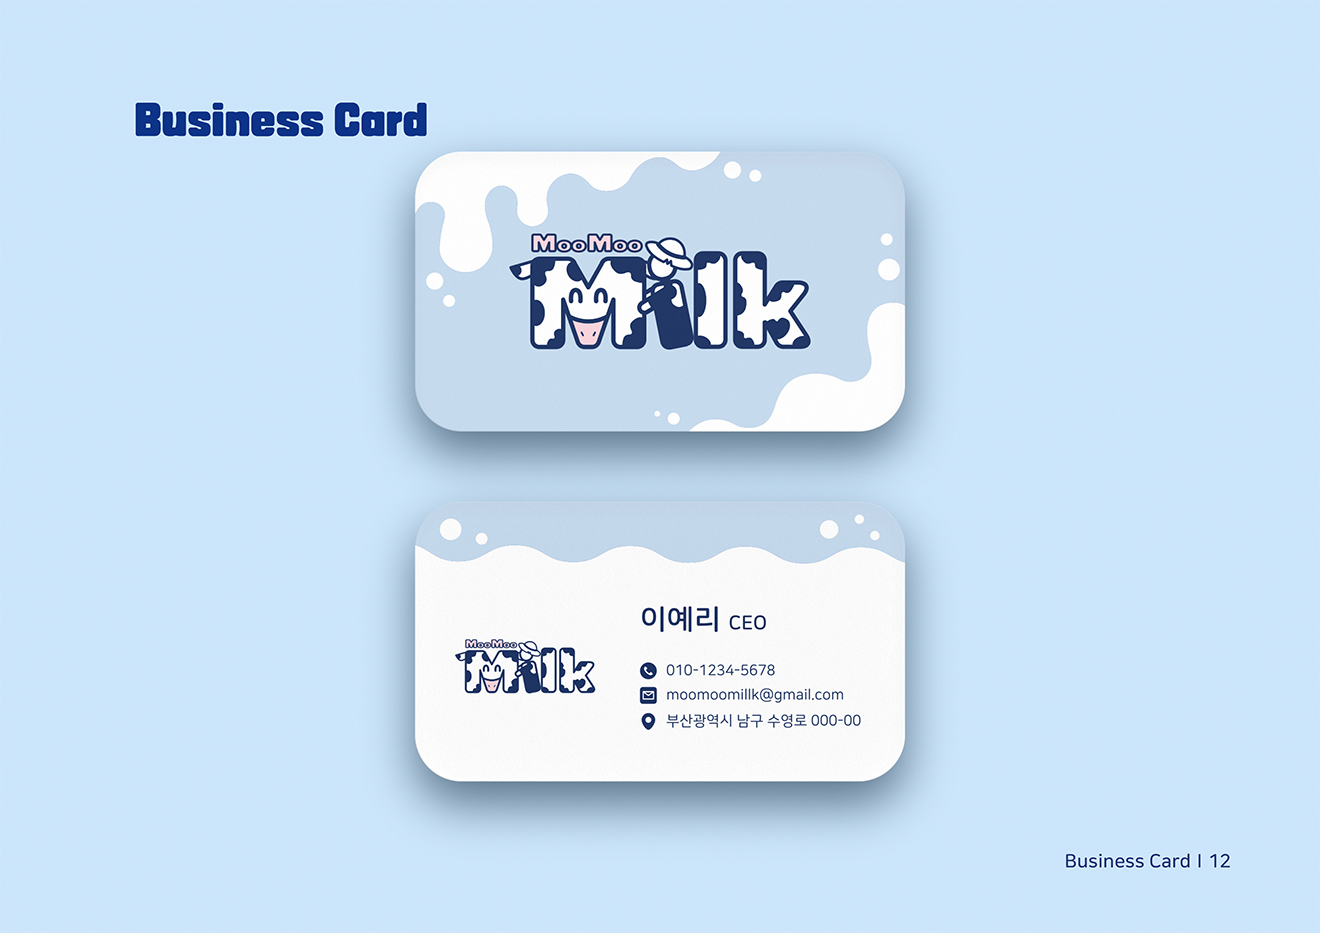 Business Card
MooMoo
Milk
이예리 CEO
MooMoo
Milk
010-1234-5678
moomoomillk@gmail.com
부산광역시 남구 수영로 000-00
Business Card I 12